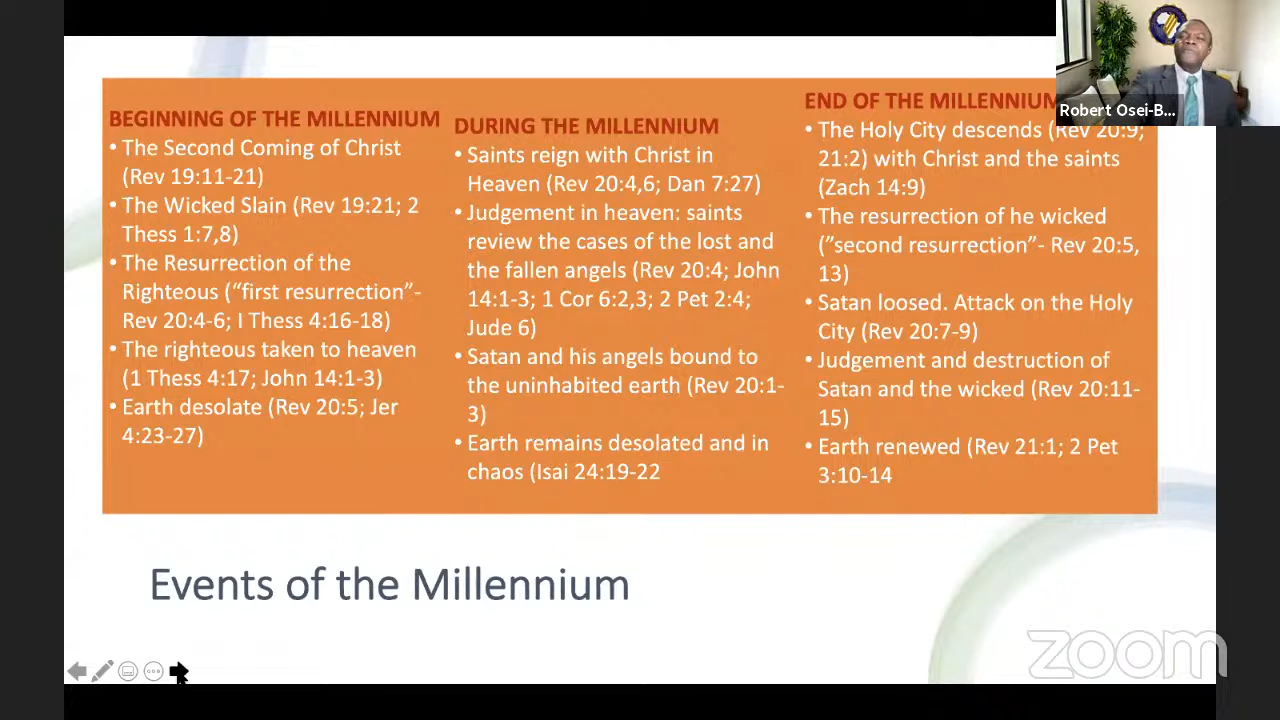 BEGINNING OF THE MILLENNIUM
• The Second Coming of Christ
(Rev 19:11-21)
• The Wicked Slain (Rev 19:21; 2
Thess 1:7,8)
• The Resurrection of the
Righteous (“first resurrection”-
Rev 20:4-6; I Thess 4:16-18)
• The righteous taken to heaven
(1 Thess 4:17; John 14:1-3)
• Earth desolate (Rev 20:5; Jer
4:23-27)
DURING THE MILLENNIUM
• Saints reign with Christ in
Heaven (Rev 20:4,6; Dan 7:27)
• Judgement in heaven: saints
review the cases of the lost and
the fallen angels (Rev 20:4; John
14:1-3; 1 Cor 6:2,3; 2 Pet 2:4;
Jude 6)
• Satan and his angels bound to
the uninhabited earth (Rev 20:1-
3)
• Earth remains desolated and in
chaos (Isai 24:19-22
END OF THE MILLENNIUM
• The Holy City descends (Rev 20:9;
21:2) with Christ and the saints
(Zach 14:9)
• The resurrection of he wicked
(”second resurrection”- Rev 20:5,
13)
• Satan loosed. Attack on the Holy
City (Rev 20:7-9)
• Judgement and destruction of
Satan and the wicked (Rev 20:11-
15)
• Earth renewed (Rev 21:1; 2 Pet
3:10-14
Events of the Millennium
Robert Osei-B...
zoom